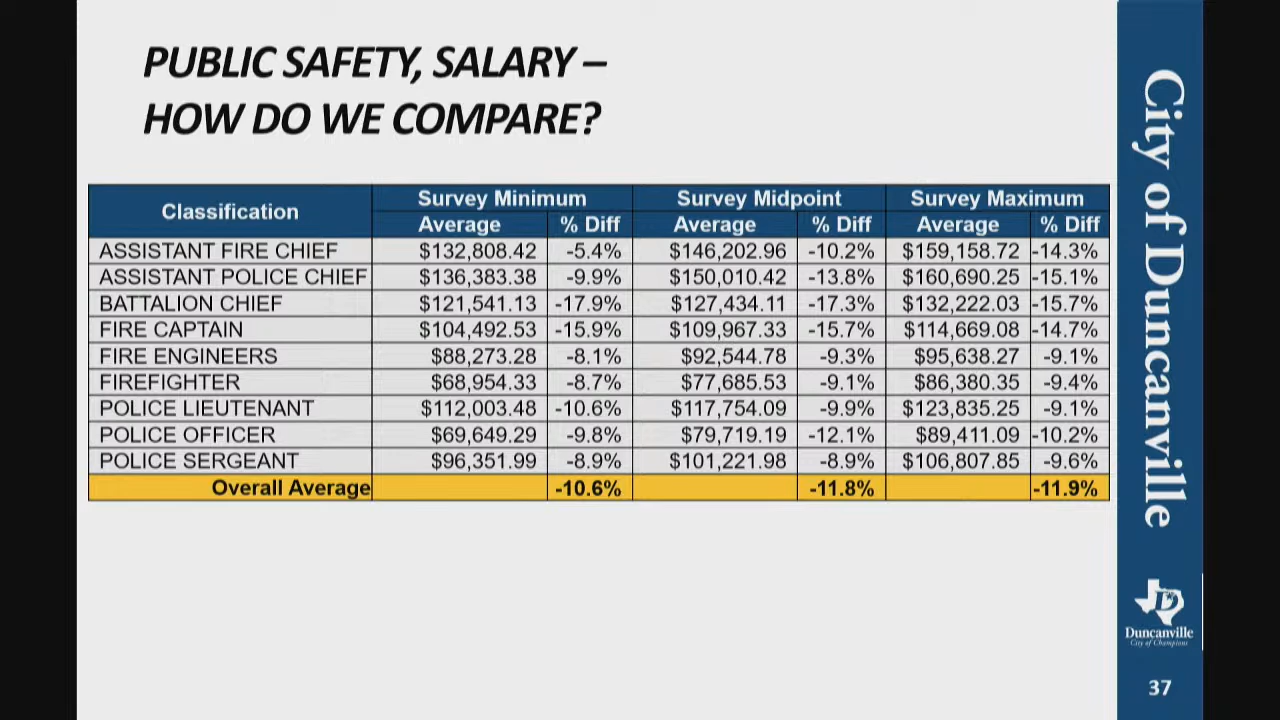 PUBLIC SAFETY, SALARY –
HOW DO WE COMPARE?
Classification Survey Minimum Survey Midpoint Survey Maximum
Average % Diff Average % Diff Average % Diff
ASSISTANT FIRE CHIEF $132,808.42 -5.4% $146,202.96 -10.2% $159,158.72 -14.3%
ASSISTANT POLICE CHIEF $136,383.38 -9.9% $150,010.42 -13.8% $160,690.25 -15.1%
BATTALION CHIEF $121,541.13 -17.9% $127,434.11 -17.3% $132,222.03 -15.7%
FIRE CAPTAIN $104,492.53 -15.9% $109,967.33 -15.7% $114,669.08 -14.7%
FIRE ENGINEERS $88,273.28 -8.1% $92,544.78 -9.3% $95,638.27 -9.1%
FIREFIGHTER $68,954.33 -8.7% $77,685.53 -9.1% $86,380.35 -9.4%
POLICE LIEUTENANT $112,003.48 -10.6% $117,754.09 -9.9% $123,835.25 -9.1%
POLICE OFFICER $69,649.29 -9.8% $79,719.19 -12.1% $89,411.09 -10.2%
POLICE SERGEANT $96,351.99 -8.9% $101,221.98 -8.9% $106,807.85 -9.6%
Overall Average -10.6% -11.8% -11.9%
City of Duncanville
D
Duncanville
City of Champions
37